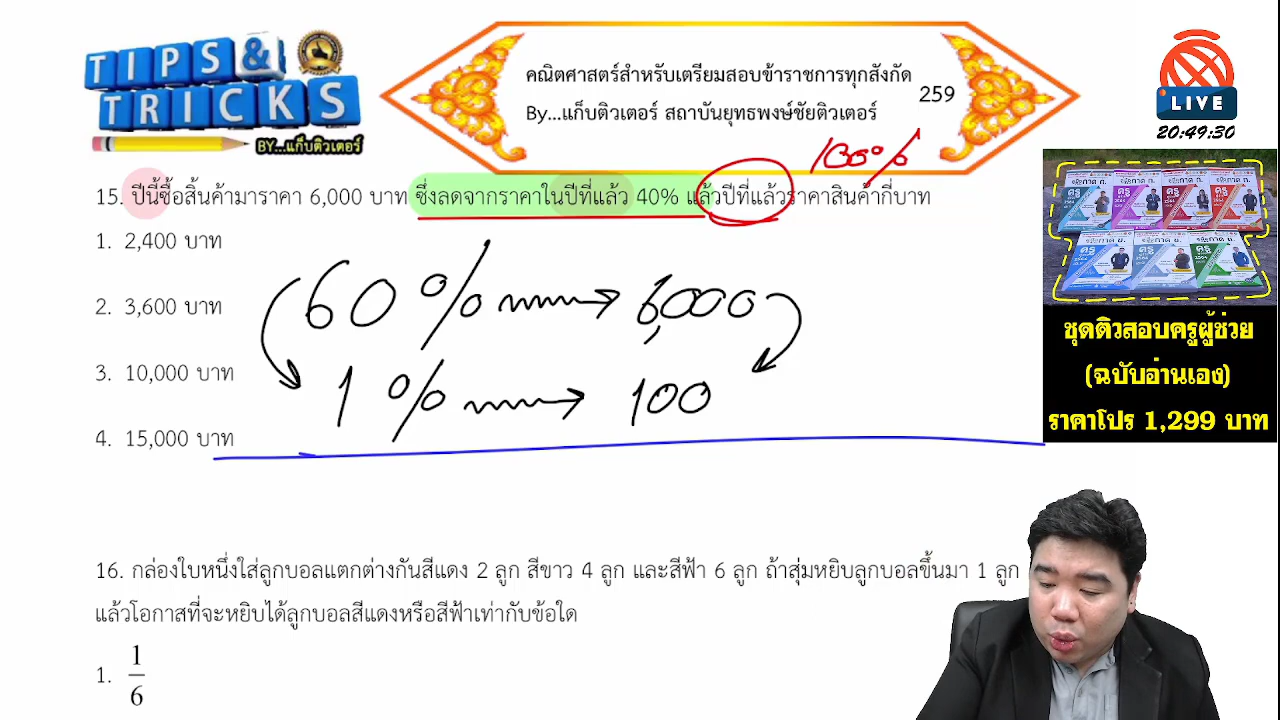 TIPS &
TRICKS
BY...แก็บติวเตอร์
คณิตศาสตร์สำหรับเตรียมสอบข้าราชการทุกสังกัด
By...แก็บติวเตอร์ สถาบันยุทธพงษ์ชัยติวเตอร์
259
LIVE
20:49:30
100%
15. ปีนี้ซื้อสิ้นค้ามาราคา 6,000 บาท ซึ่งลดจากราคาในปีที่แล้ว 40% แล้วปีที่แล้วราคาสินค้ากี่บาท
1. 2,400 บาท
2. 3,600 บาท
3. 10,000 บาท
4. 15,000 บาท
60% → 6,000
1% → 100
ชุดติวสอบครูผู้ช่วย
(ฉบับอ่านเอง)
ราคาโปร 1,299 บาท
16. กล่องใบหนึ่งใส่ลูกบอลแตกต่างกันสีแดง 2 ลูก สีขาว 4 ลูก และสีฟ้า 6 ลูก ถ้าสุ่มหยิบลูกบอลขึ้นมา 1 ลูก
แล้วโอกาสที่จะหยิบได้ลูกบอลสีแดงหรือสีฟ้าเท่ากับข้อใด
1. 1/6